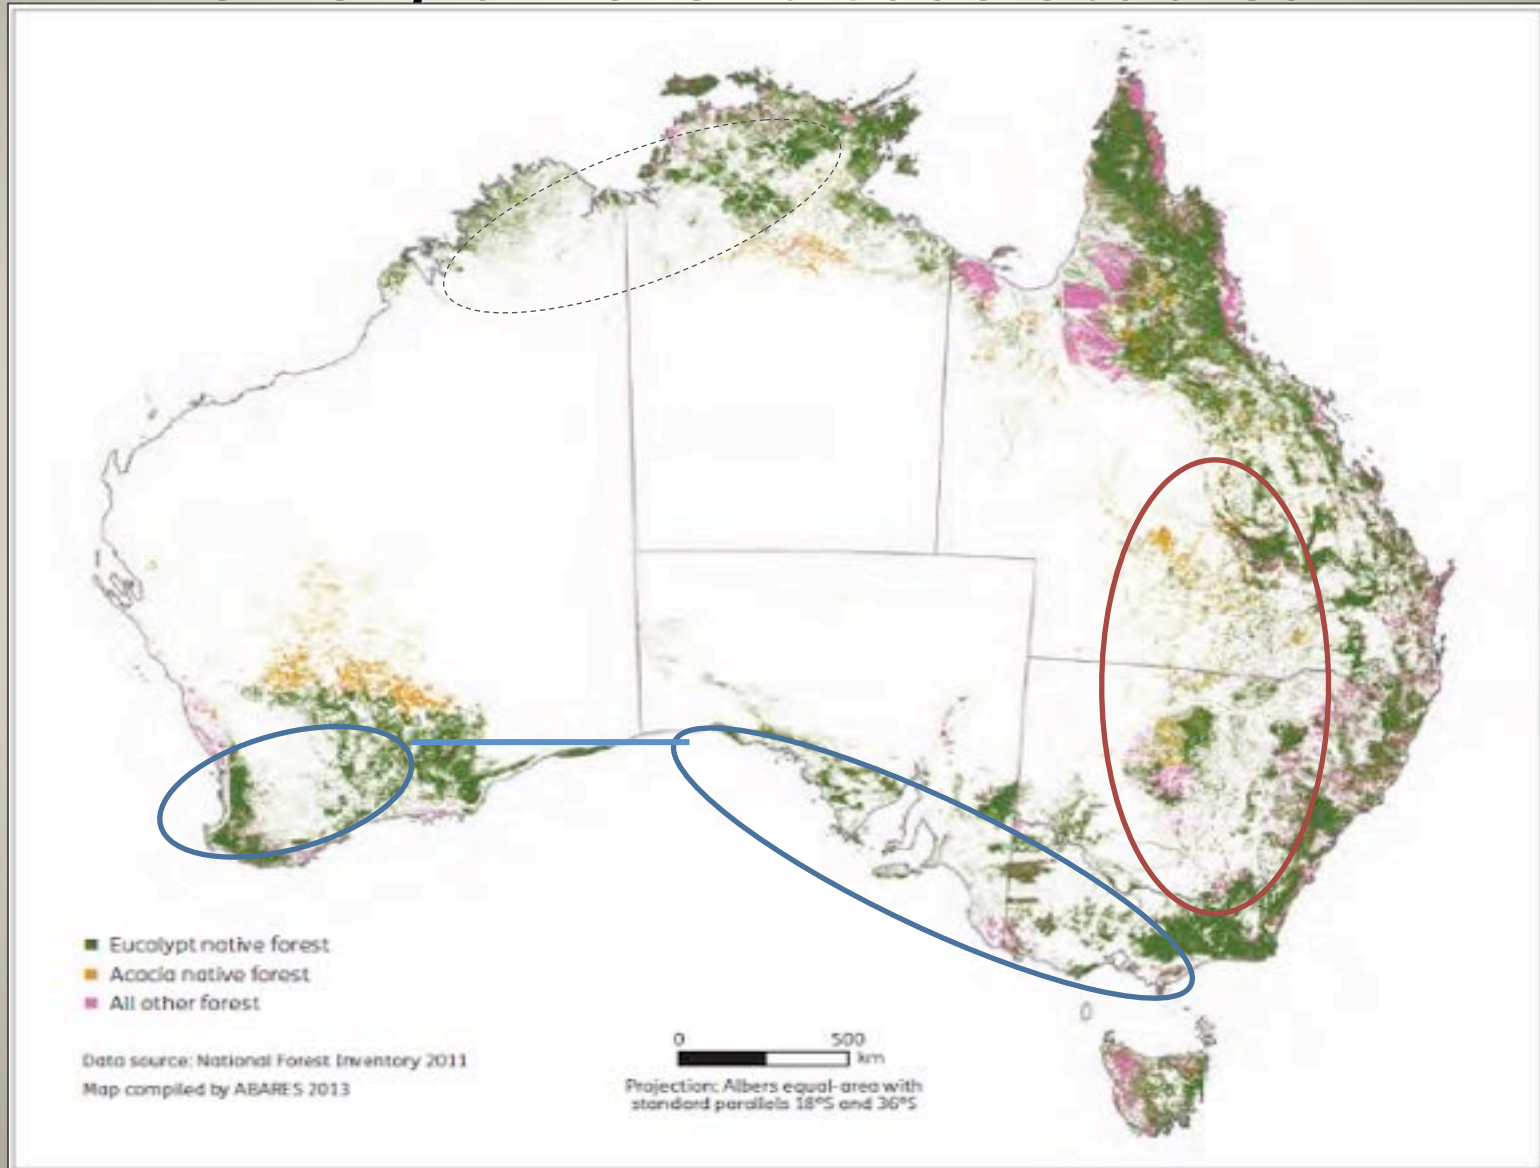 Eucalypt native forest
Acacia native forest
All other forest
Data source: National Forest Inventory 2011
Map compiled by ABARES 2013
0 500
km
Projection: Albers equal-area with
standard parallels 18°S and 36°S